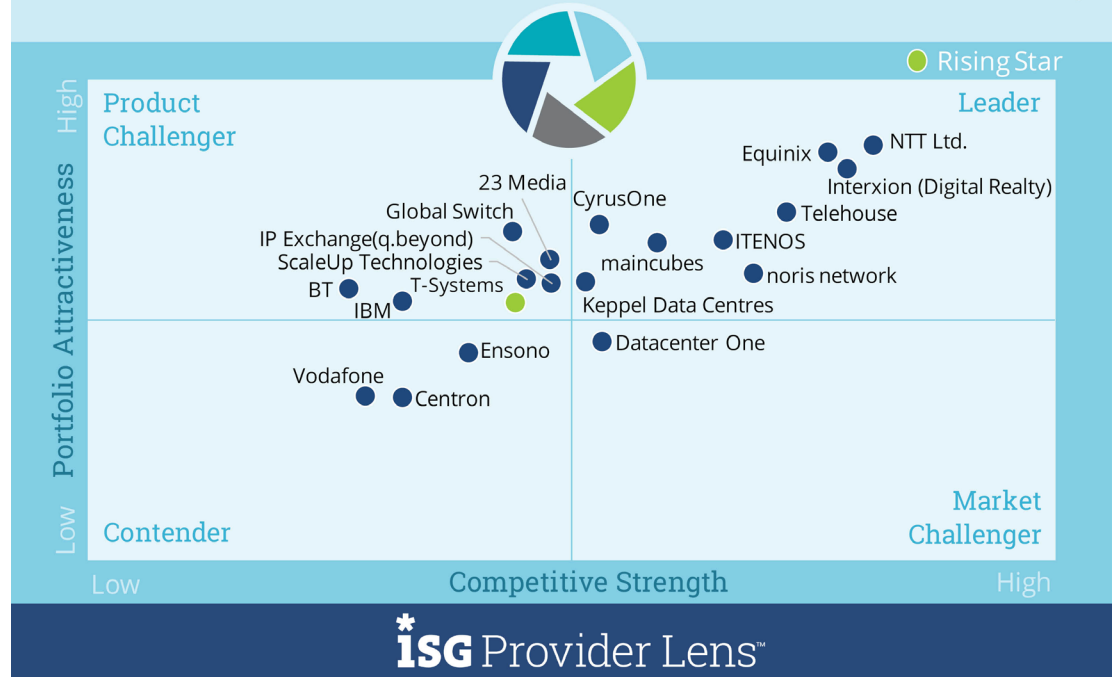 Rising Star
High
Product
Challenger
Leader
Equinix
NTT Ltd.
Interxion (Digital Realty)
23 Media
CyrusOne
Global Switch
Telehouse
IP Exchange(q.beyond)
ITENOS
ScaleUp Technologies
maincubes
noris network
BT
T-Systems
IBM
Keppel Data Centres
Ensono
Datacenter One
Vodafone
Centron
Portfolio Attractiveness
Low
Contender
Market
Challenger
Low
Competitive Strength
High
*
iSG Provider Lens™